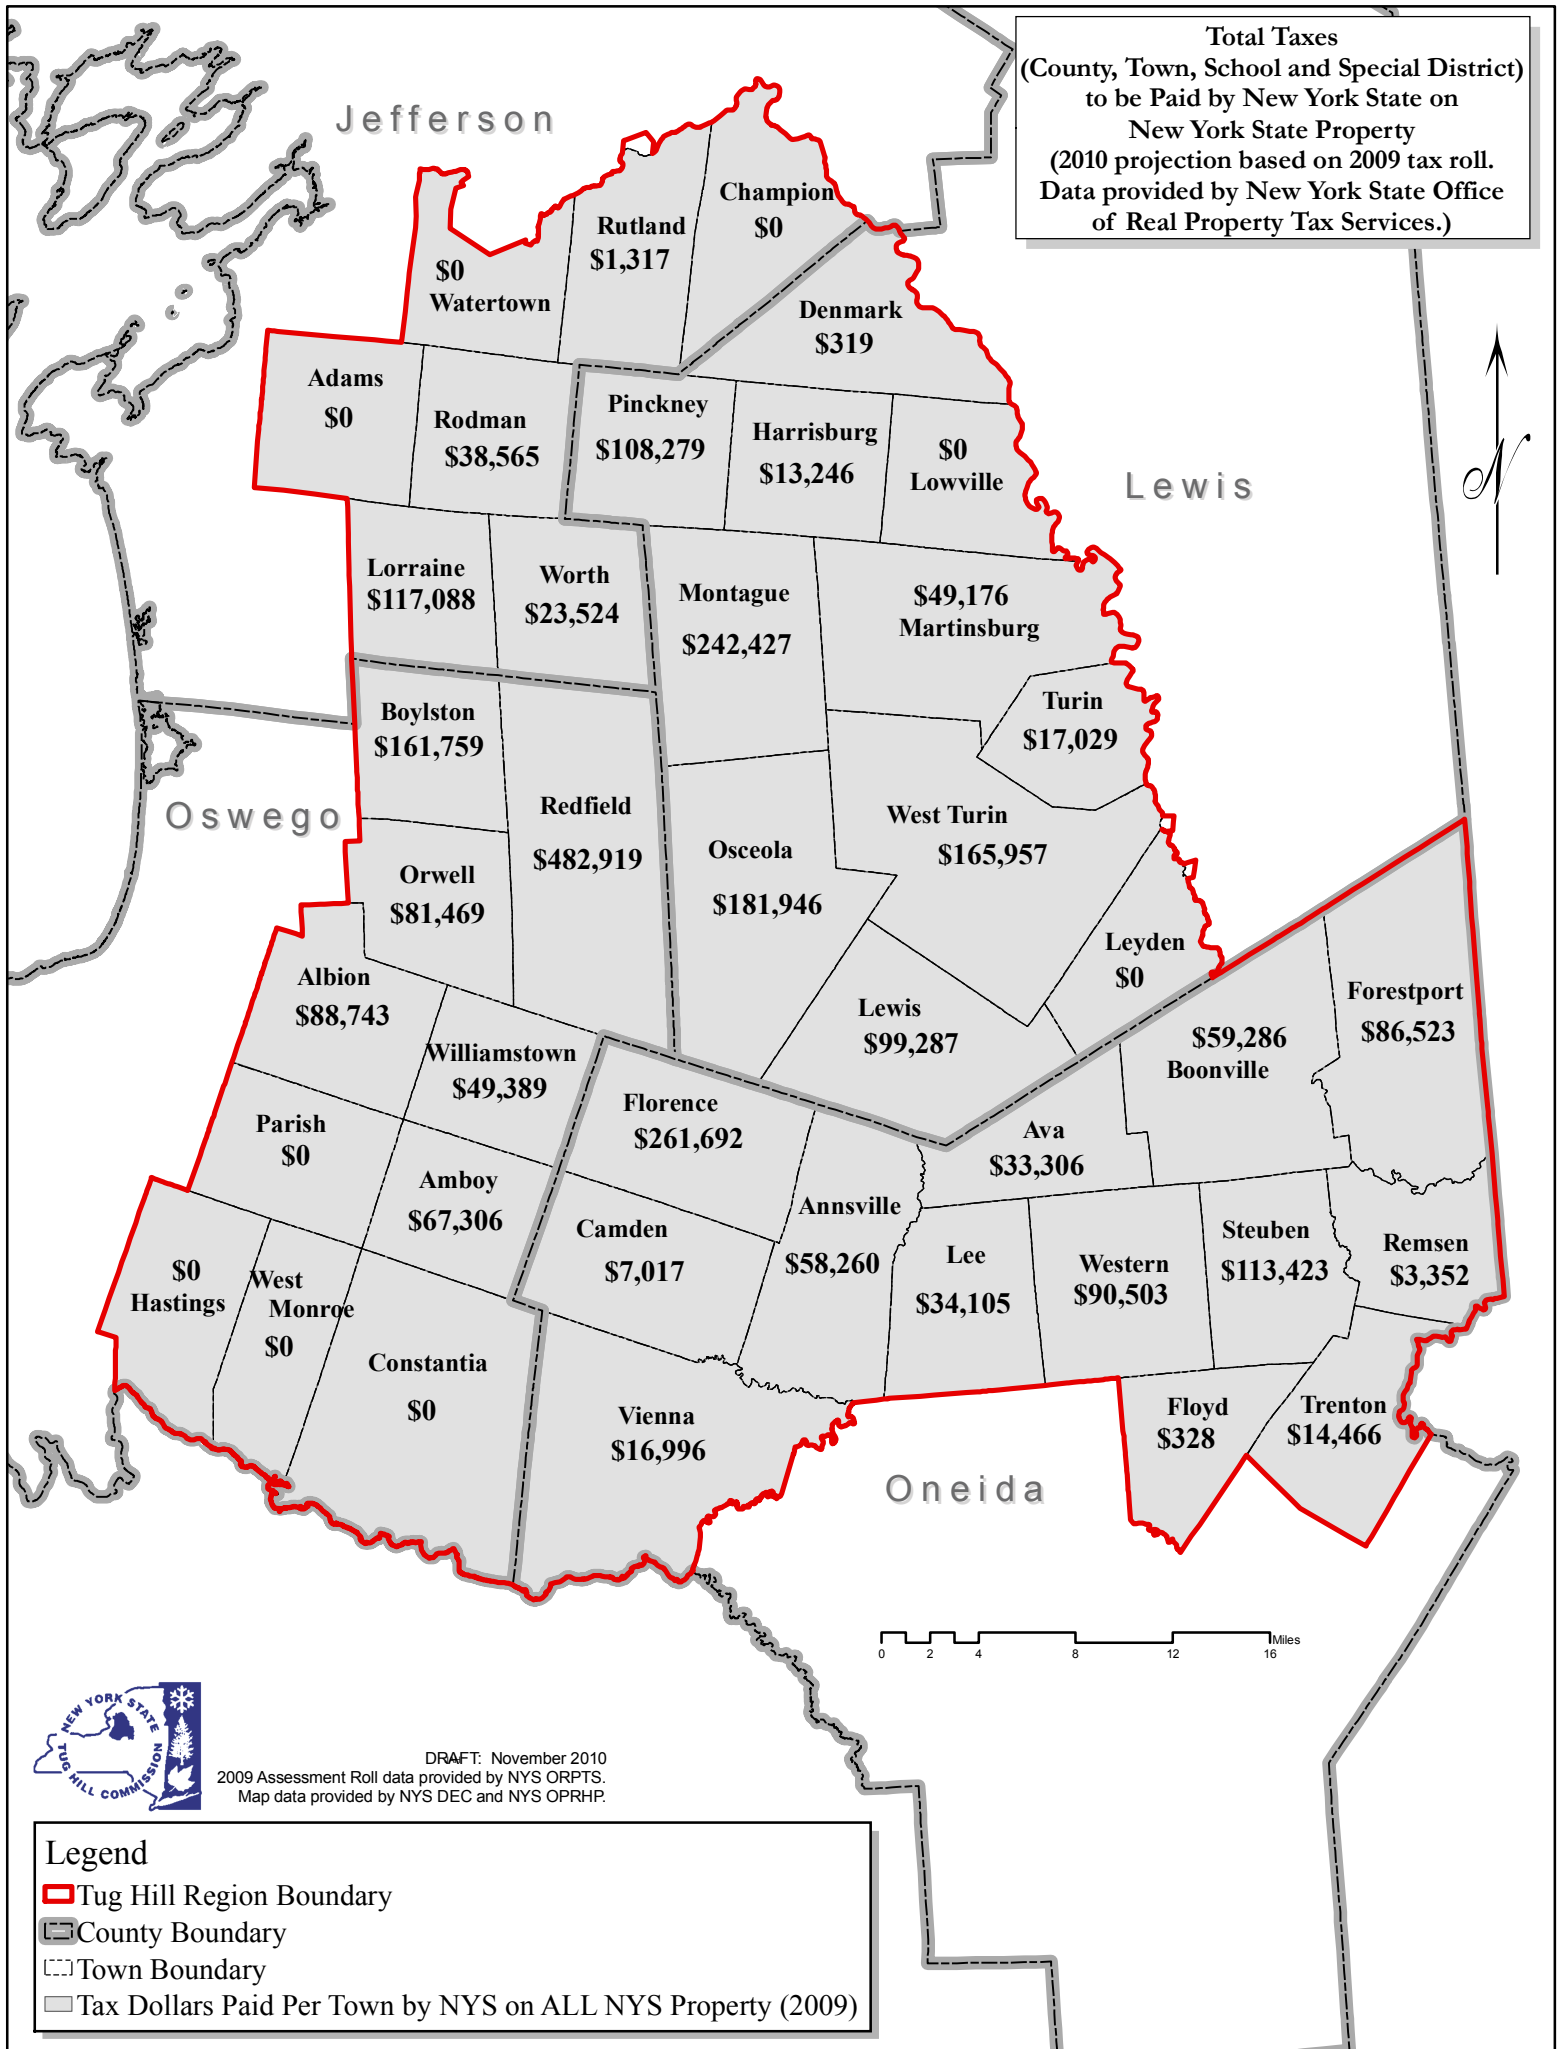 Total Taxes
(County, Town, School and Special District)
to be Paid by New York State on
New York State Property
(2010 projection based on 2009 tax roll.
Data provided by New York State Office
of Real Property Tax Services.)
Jefferson
Champion
$0
Rutland
$1,317
$0
Watertown
Denmark
$319
Adams
$0
Rodman
$38,565
Pinckney
$108,279
Harrisburg
$13,246
$0
Lowville
Lewis
N
Lorraine
$117,088
Worth
$23,524
Montague
$242,427
$49,176
Martinsburg
Turin
$17,029
Boylston
$161,759
Oswego
Redfield
$482,919
West Turin
$165,957
Osceola
$181,946
Orwell
$81,469
Leyden
$0
Albion
$88,743
Lewis
$99,287
Forestport
$86,523
$59,286
Boonville
Williamstown
$49,389
Florence
$261,692
Parish
$0
Ava
$33,306
Amboy
$67,306
Annsville
$58,260
Camden
$7,017
Lee
$34,105
Western
$90,503
Steuben
$113,423
Remsen
$3,352
$0
Hastings
West
Monroe
$0
Constantia
$0
Vienna
$16,996
Floyd
$328
Trenton
$14,466
Oneida
0 2 4 8 12 16 Miles
NEW YORK STATE
TUG HILL COMMISSION
DRAFT: November 2010
2009 Assessment Roll data provided by NYS ORPTS.
Map data provided by NYS DEC and NYS OPRHP.
Legend
Tug Hill Region Boundary
County Boundary
Town Boundary
Tax Dollars Paid Per Town by NYS on ALL NYS Property (2009)